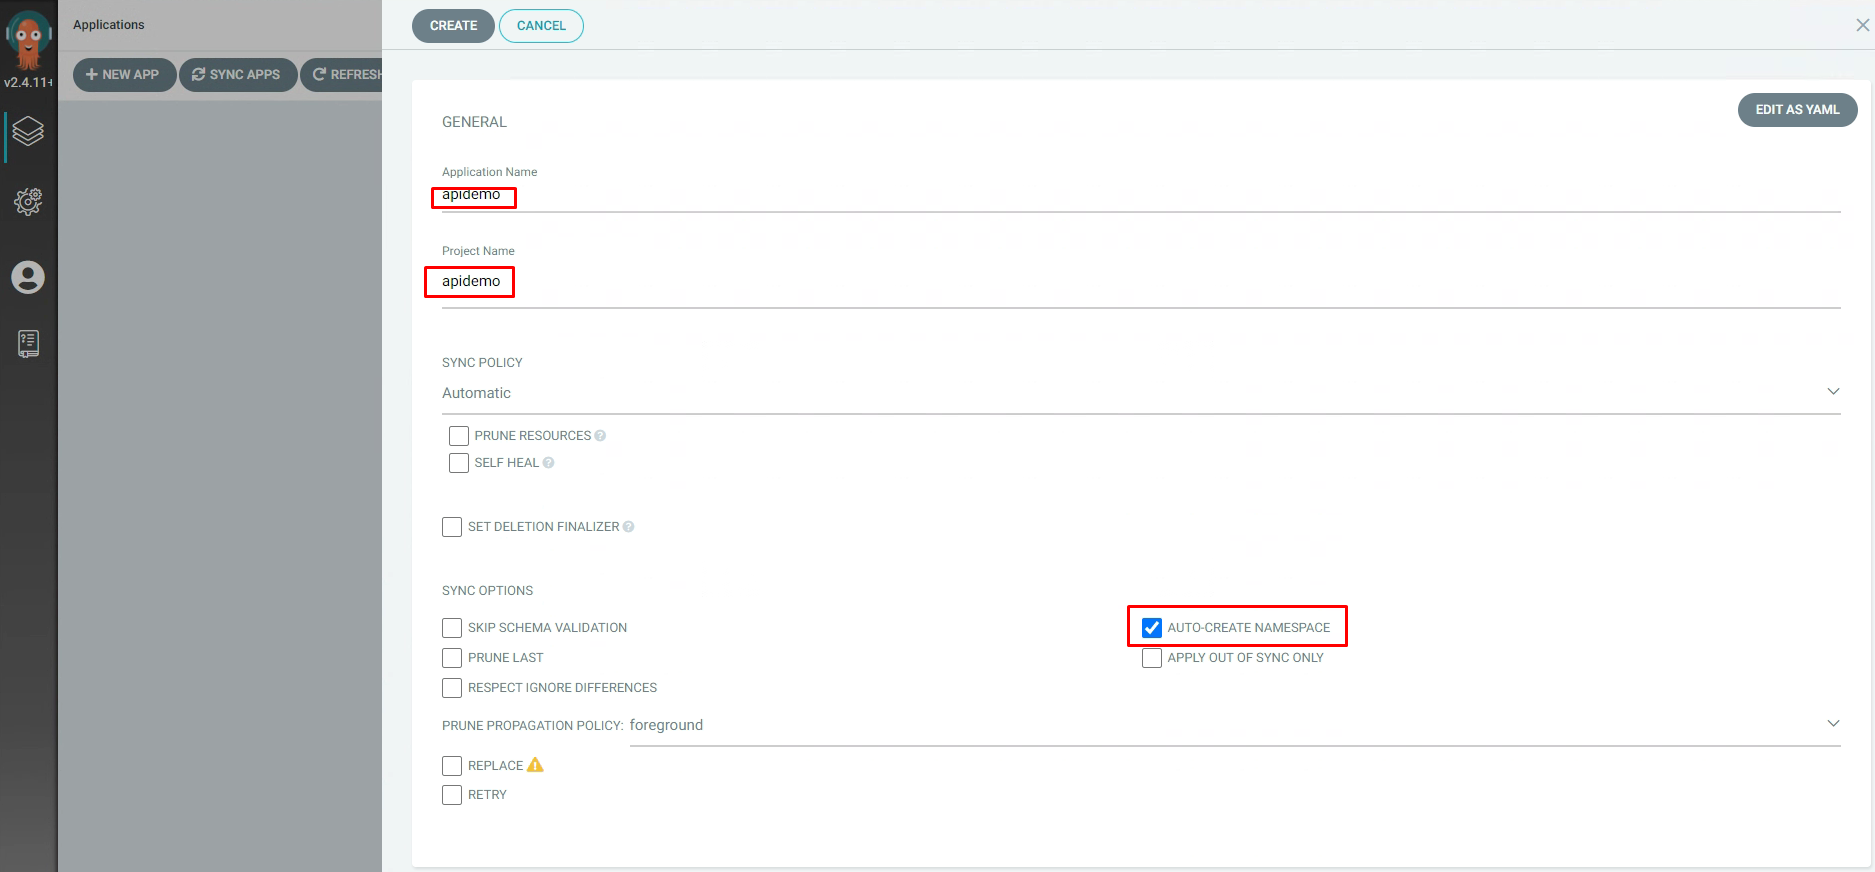 v2.4.11+
Applications
NEW APP
SYNC APPS
REFRESH
CREATE
CANCEL
EDIT AS YAML
GENERAL
Application Name
apidemo
Project Name
apidemo
SYNC POLICY
Automatic
PRUNE RESOURCES
SELF HEAL
SET DELETION FINALIZER
SYNC OPTIONS
SKIP SCHEMA VALIDATION
AUTO-CREATE NAMESPACE
PRUNE LAST
APPLY OUT OF SYNC ONLY
RESPECT IGNORE DIFFERENCES
PRUNE PROPAGATION POLICY: foreground
REPLACE
RETRY